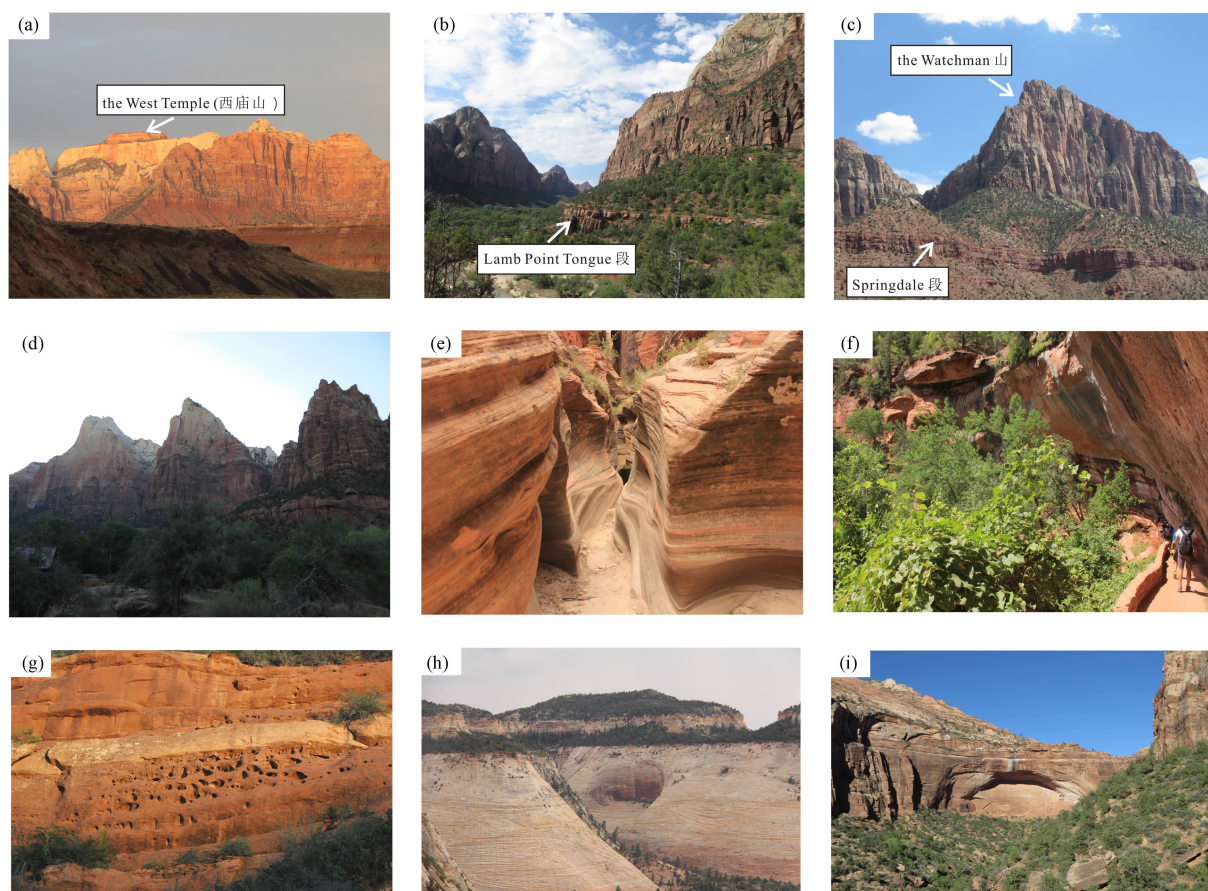 (a)
the West Temple (西庙山 )
(b)
Lamb Point Tongue 段
(c)
the Watchman 山
Springdale 段
(d)
(e)
(f)
(g)
(h)
(i)